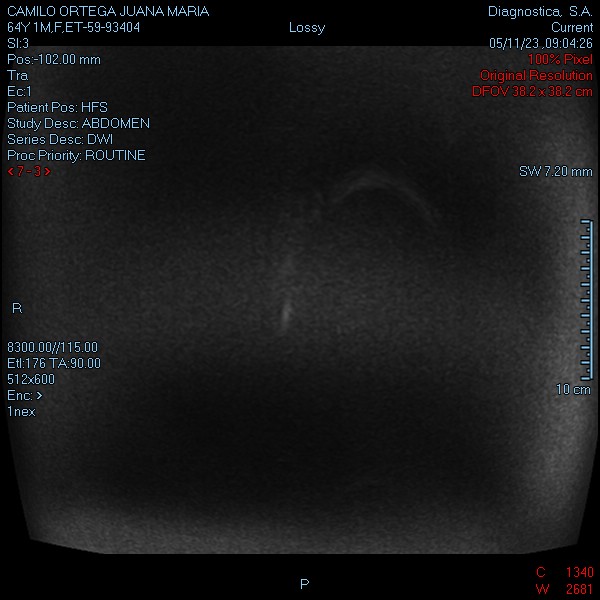 CAMILO ORTEGA JUANA MARIA
64Y 1M,F,ET-59-93404
Sl:3
Pos:-102.00 mm
Tra
Ec:1
Patient Pos: HFS
Study Desc: ABDOMEN
Series Desc: DWI
Proc Priority: ROUTINE
< 7 - 3 >
Lossy
Diagnostica, S.A.
Current
05/11/23 ,09:04:26
100% Pixel
Original Resolution
DFOV 38.2 x 38.2 cm
SW 7.20 mm
R
10 cm
8300.00//115.00
Etl:176 TA:90.00
512x600
Enc: >
1nex
P
C 1340
W 2681